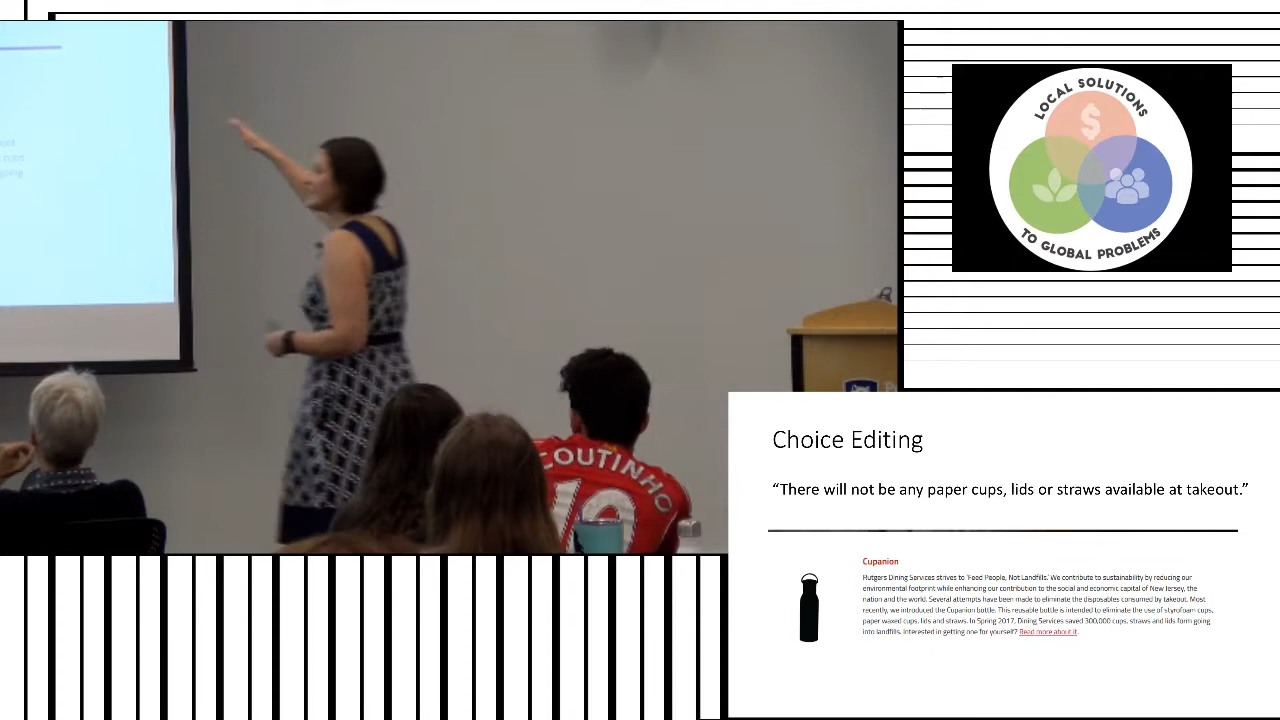 LOCAL SOLUTIONS
TO GLOBAL PROBLEMS
cups
going
COUTINHO
10
Choice Editing
“There will not be any paper cups, lids or straws available at takeout.”
Cupanion
Rutgers Dining Services strives to 'Feed People, Not Landfills.' We contribute to sustainability by reducing our
environmental footprint while enhancing our contribution to the social and economic capital of New Jersey, the
nation and the world. Several attempts have been made to eliminate the disposables consumed by takeout. Most
recently, we introduced the Cupanion bottle. This reusable bottle is intended to eliminate the use of styrofoam cups,
paper waxed cups, lids and straws. In Spring 2017, Dining Services saved 300,000 cups, straws and lids form going
into landfills. Interested in getting one for yourself? Read more about it.